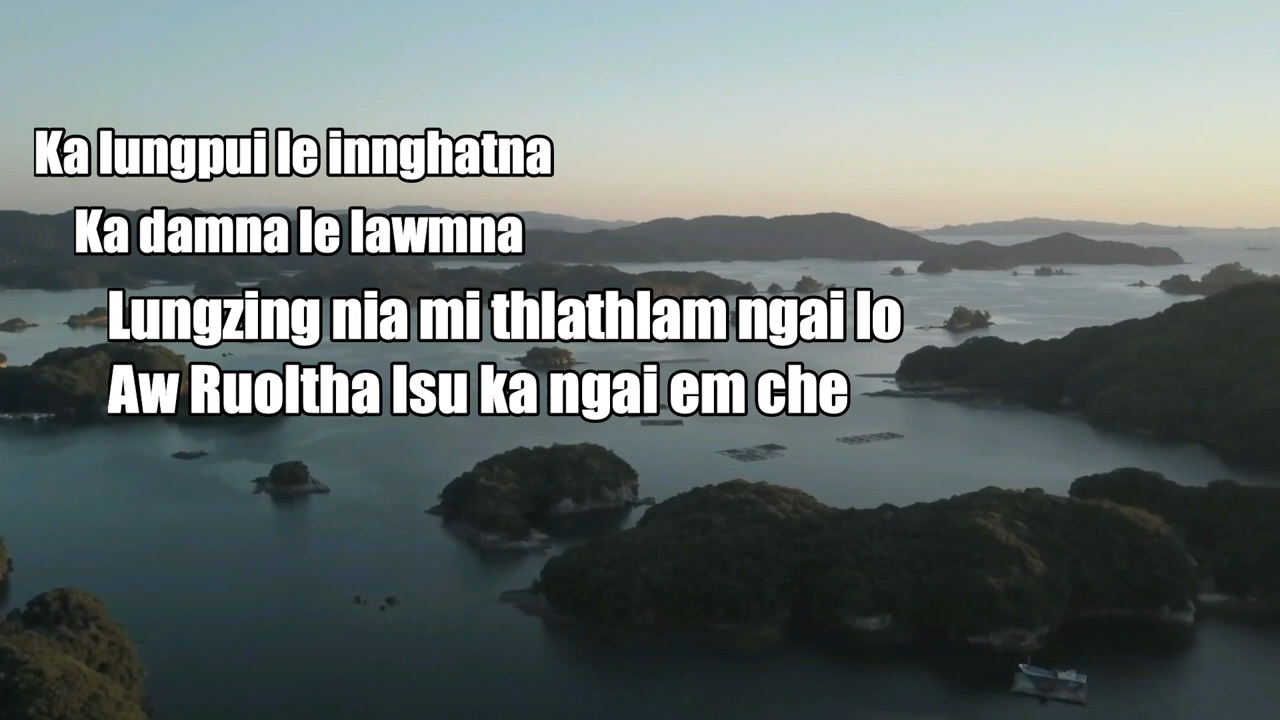 Ka lungpui le innghatna
Ka damna le lawmna
Lungzing nia mi thlathlam ngai lo
Aw Ruoltha Isu ka ngai em che